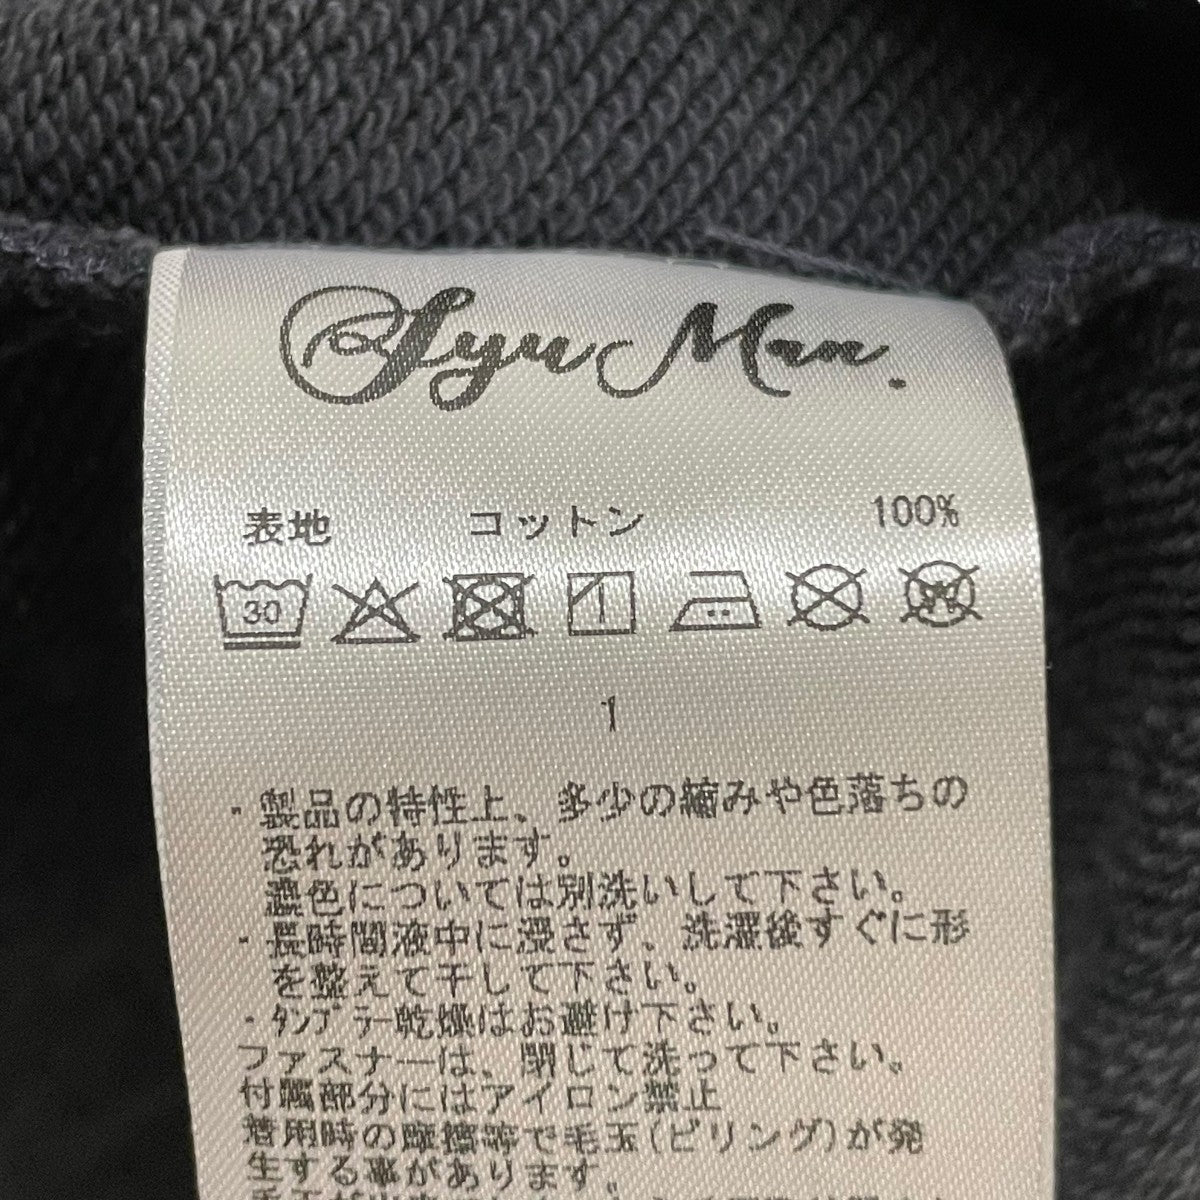 Syu Man.
表地 コットン 100%
30
1
・製品の特性上、多少の縮みや色落ちの
恐れがあります。
濃色については別洗いして下さい。
・長時間液中に浸さず、洗濯後すぐに形
を整えて干して下さい。
・タンブラー乾燥はお避け下さい。
ファスナーは、閉じて洗って下さい。
付属部分にはアイロン禁止
着用時の摩擦等で毛玉(ピリング)が発
生する事があります。